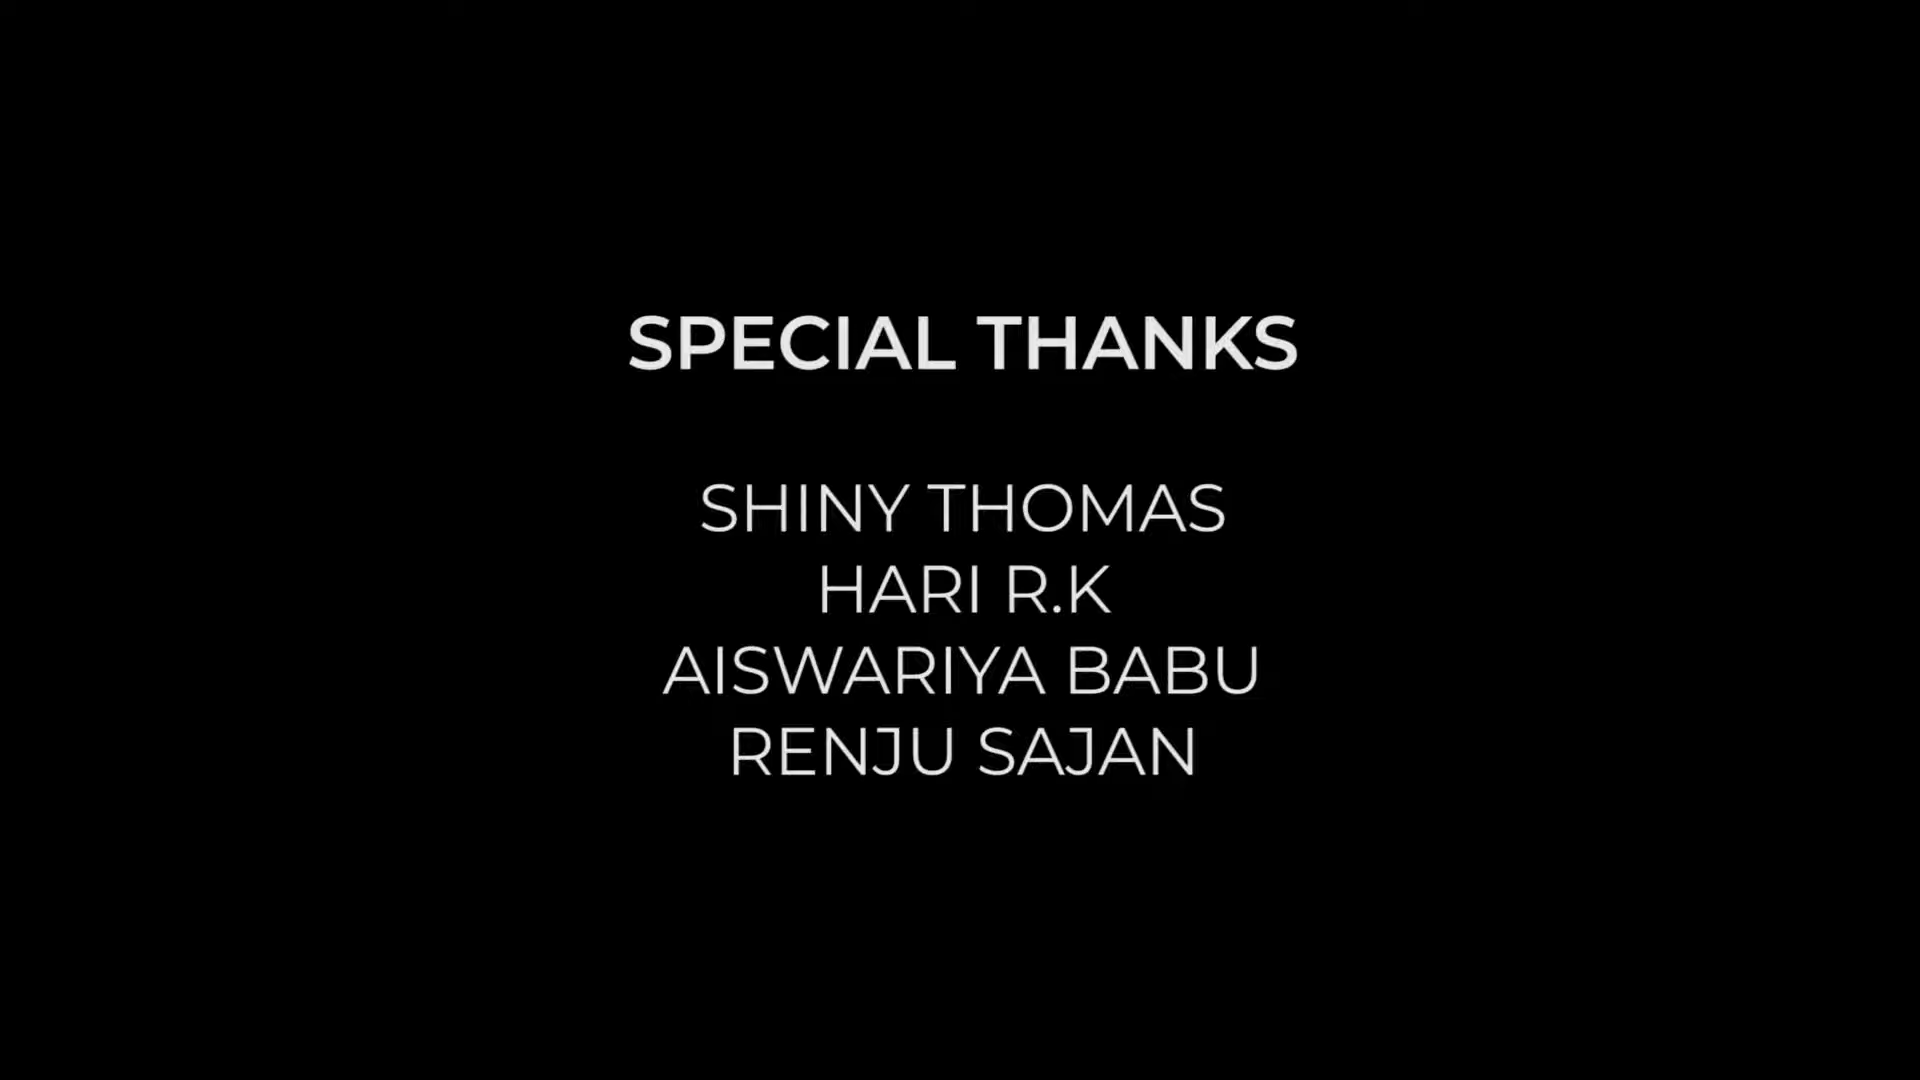 SPECIAL THANKS
SHINY THOMAS
HARI R.K
AISWARIYA BABU
RENJU SAJAN